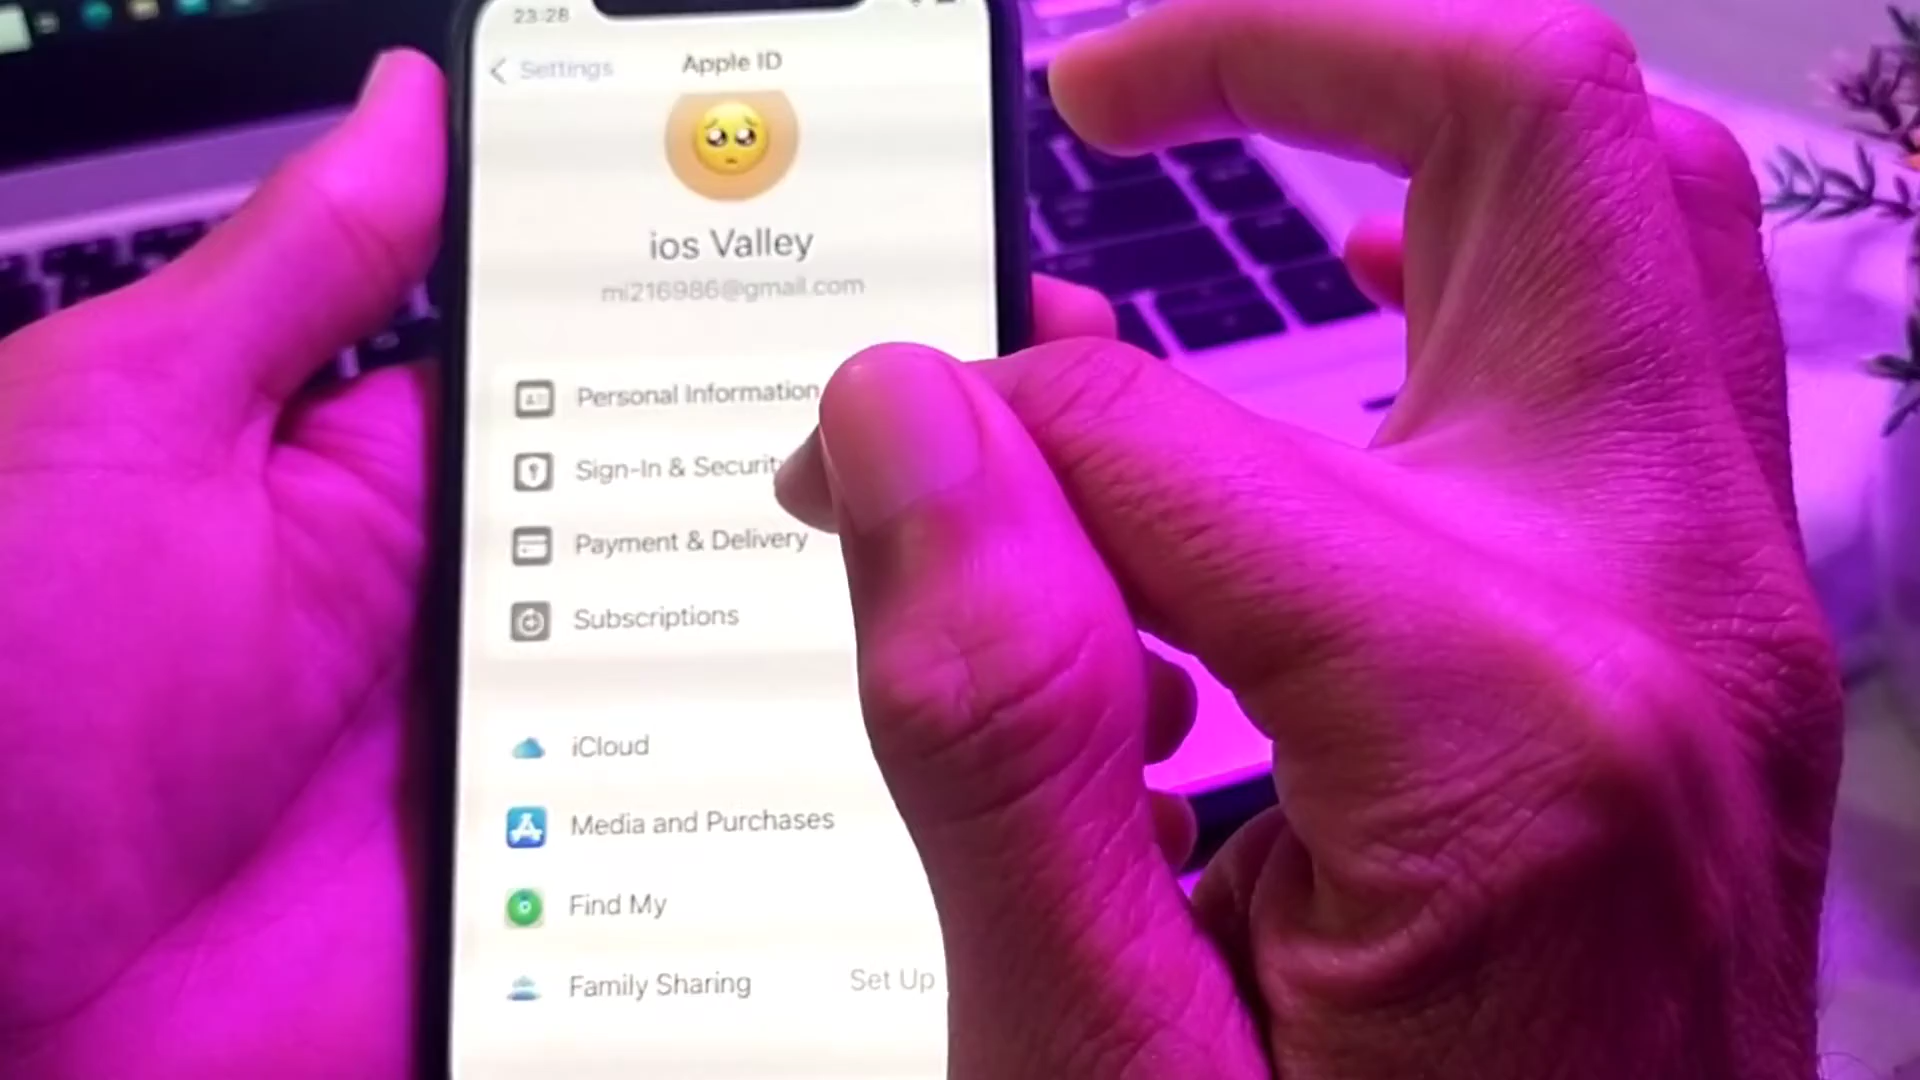 23:28
Settings
Apple ID
ios Valley
mi216986@gmail.com
Personal Information
Sign-In & Security
Payment & Delivery
Subscriptions
iCloud
Media and Purchases
Find My
Family Sharing
Set Up